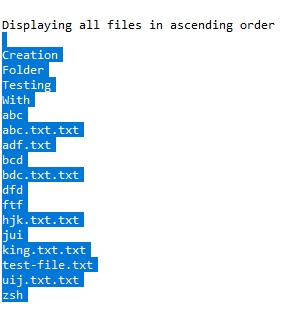 Displaying all files in ascending order
Creation
Folder
Testing
With
abc
abc.txt.txt
adf.txt
bcd
bdc.txt.txt
dfd
ftf
hjk.txt.txt
jui
king.txt.txt
test-file.txt
uij.txt.txt
zsh